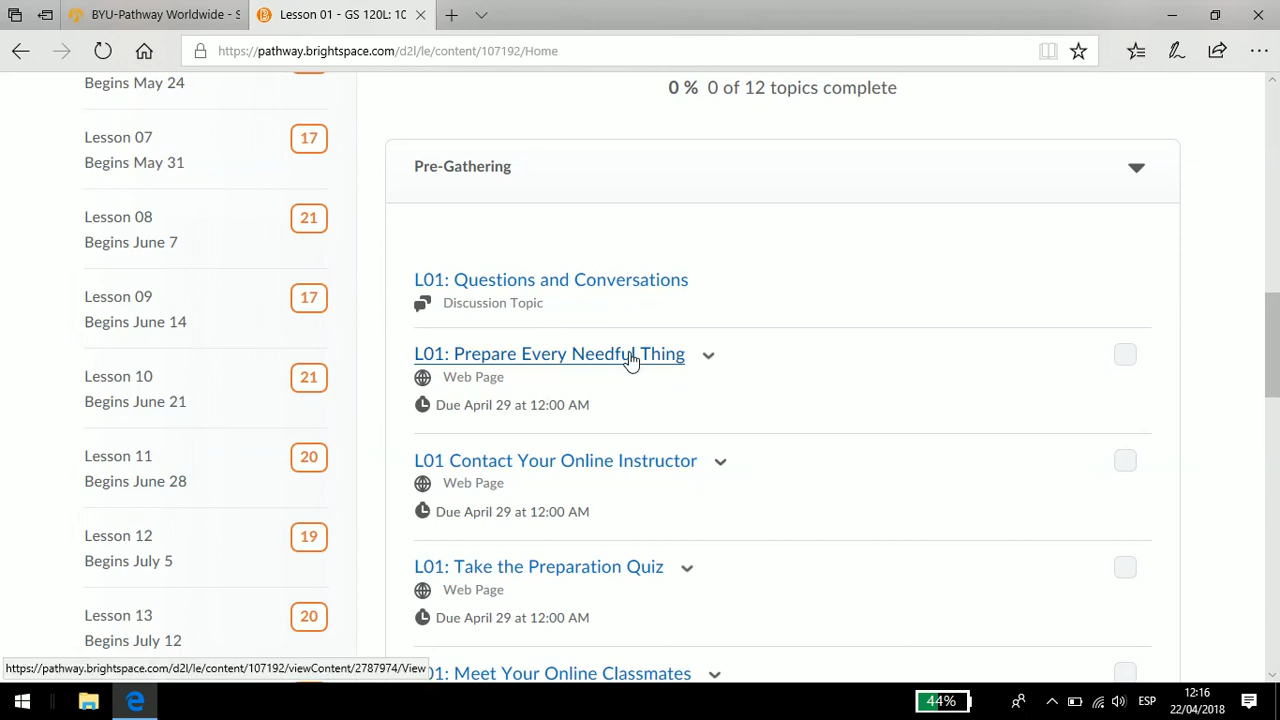 BYU-Pathway Worldwide - S
Lesson 01 - GS 120L: 10
https://pathway.brightspace.com/d2l/le/content/107192/Home
Begins May 24
Lesson 07
17
Begins May 31
Lesson 08
21
Begins June 7
Lesson 09
17
Begins June 14
Lesson 10
21
Begins June 21
Lesson 11
20
Begins June 28
Lesson 12
19
Begins July 5
Lesson 13
20
Begins July 12
0 % 0 of 12 topics complete
Pre-Gathering
L01: Questions and Conversations
Discussion Topic
L01: Prepare Every Needful Thing
Web Page
Due April 29 at 12:00 AM
L01 Contact Your Online Instructor
Web Page
Due April 29 at 12:00 AM
L01: Take the Preparation Quiz
Web Page
Due April 29 at 12:00 AM
L01: Meet Your Online Classmates
https://pathway.brightspace.com/d2l/le/content/107192/viewContent/2787974/View
44%
ESP
12:16
22/04/2018